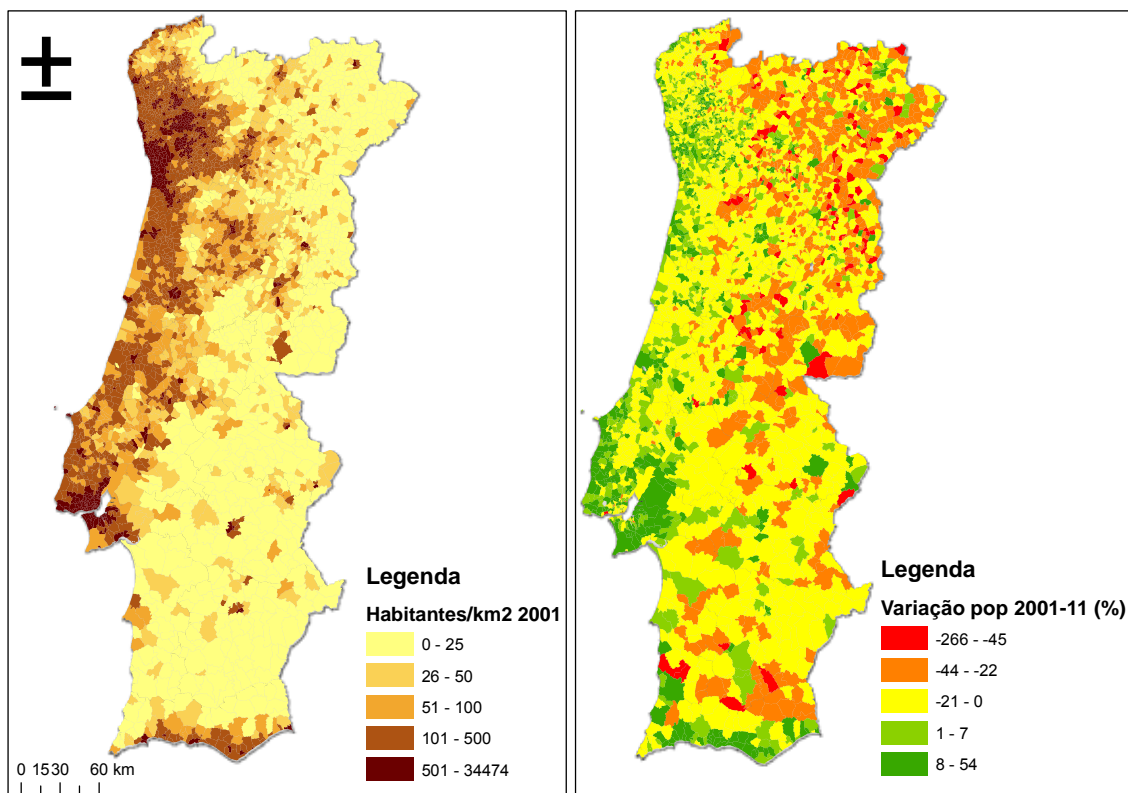 Legenda
Habitantes/km2 2001
0 - 25
26 - 50
51 - 100
101 - 500
501 - 34474
0 15 30 60 km
Legenda
Variação pop 2001-11 (%)
-266 - -45
-44 - -22
-21 - 0
1 - 7
8 - 54